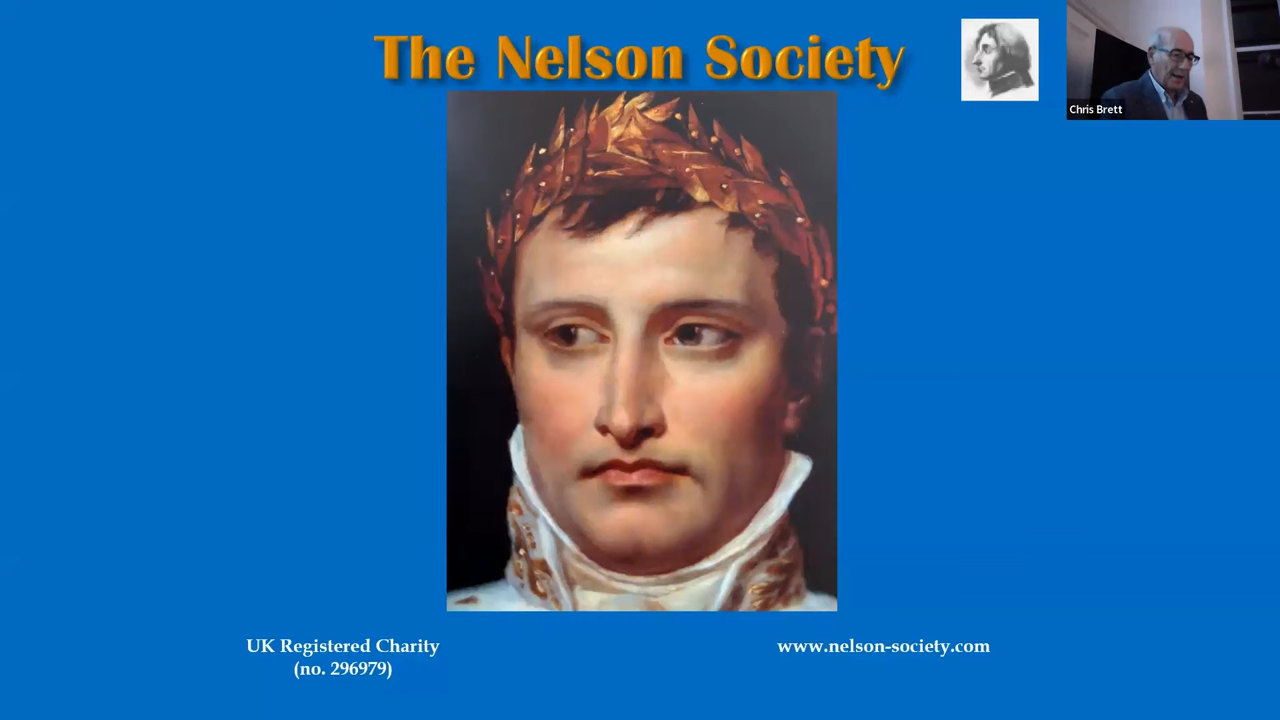 The Nelson Society
Chris Brett
UK Registered Charity
(no. 296979)
www.nelson-society.com